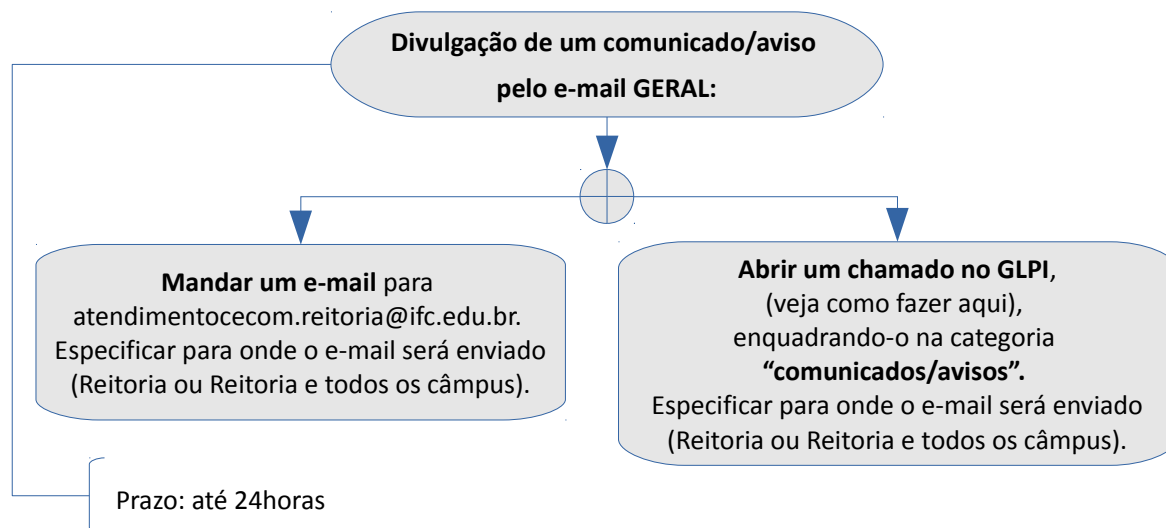 Divulgação de um comunicado/aviso
pelo e-mail GERAL:
Mandar um e-mail para
atendimentocecom.reitoria@ifc.edu.br.
Especificar para onde o e-mail será enviado
(Reitoria ou Reitoria e todos os câmpus).
Abrir um chamado no GLPI,
(veja como fazer aqui),
enquadrando-o na categoria
“comunicados/avisos”.
Especificar para onde o e-mail será enviado
(Reitoria ou Reitoria e todos os câmpus).
Prazo: até 24horas